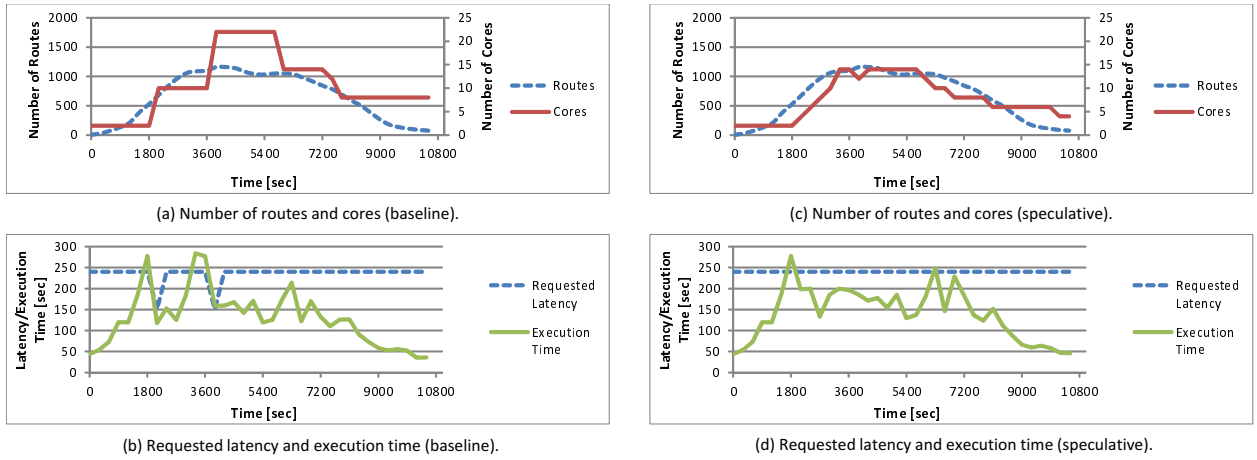 2000
1500
1000
500
0
Number of Routes
25
20
15
10
5
0
Number of Cores
Routes
Cores
0 1800 3600 5400 7200 9000 10800
Time [sec]
(a) Number of routes and cores (baseline).
2000
1500
1000
500
0
Number of Routes
25
20
15
10
5
0
Number of Cores
Routes
Cores
0 1800 3600 5400 7200 9000 10800
Time [sec]
(c) Number of routes and cores (speculative).
300
250
200
150
100
50
0
Latency/Execution
Time [sec]
Requested
Latency
Execution
Time
0 1800 3600 5400 7200 9000 10800
Time [sec]
(b) Requested latency and execution time (baseline).
300
250
200
150
100
50
0
Latency/Execution
Time [sec]
Requested
Latency
Execution
Time
0 1800 3600 5400 7200 9000 10800
Time [sec]
(d) Requested latency and execution time (speculative).